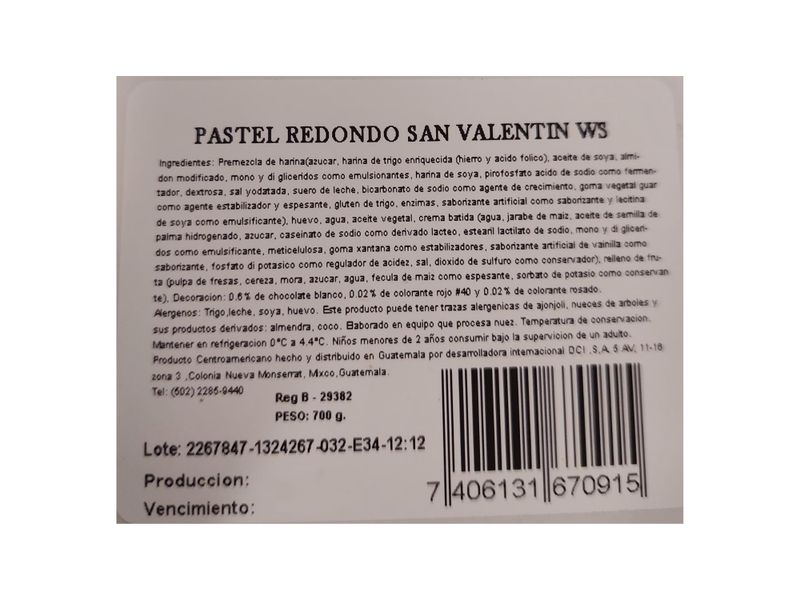 PASTEL REDONDO SAN VALENTIN WS
Ingredientes: Premezcla de harina(azucar, harina de trigo enriquecida (hierro y acido folico), aceite de soya, almi-
don modificado, mono y di gliceridos como emulsionantes, harina de soya, pirofosfato acido de sodio como fermen-
tador, dextrosa, sal yodatada, suero de leche, bicarbonato de sodio como agente de crecimiento, goma vegetal guar
como agente estabilizador y espesante, gluten de trigo, enzimas, saborizante artificial como saborizante y lecitina
de soya como emulsificante), huevo, agua, aceite vegetal, crema batida (agua, jarabe de maiz, aceite de semilla de
palma hidrogenado, azucar, caseinato de sodio como derivado lacteo, estearil lactilato de sodio, mono y di gliceri-
dos como emulsificante, meticelulosa, goma xantana como estabilizadores, saborizante artificial de vainilla como
saborizante, fosfato di potasico como regulador de acidez, sal, dioxido de sulfuro como conservador), relleno de fru-
ta (pulpa de fresas, cereza, mora, azucar, agua, fecula de maiz como espesante, sorbato de potasio como conservan
te), Decoracion: 0.6% de chocolate blanco, 0.02% de colorante rojo #40 y 0.02% de colorante rosado.
Alergenos: Trigo,leche, soya, huevo. Este producto puede tener trazas alergenicas de ajonjoli, nueces de arboles y
sus productos derivados: almendra, coco. Elaborado en equipo que procesa nuez. Temperatura de conservacion.
Mantener en refrigeracion 0°C a 4.4°C. Niños menores de 2 años consumir bajo la supervicion de un adulto.
Producto Centroamericano hecho y distribuido en Guatemala por desarrolladora internacional DCI ,S,A, 5 AV, 11-16
zona 3 ,Colonia Nueva Monserrat, Mixco,Guatemala.
Tel: (502) 2285-9440
Reg B - 29382
PESO: 700 g.
Lote: 2267847-1324267-032-E34-12:12
Produccion:
Vencimiento:
7 406131 670915